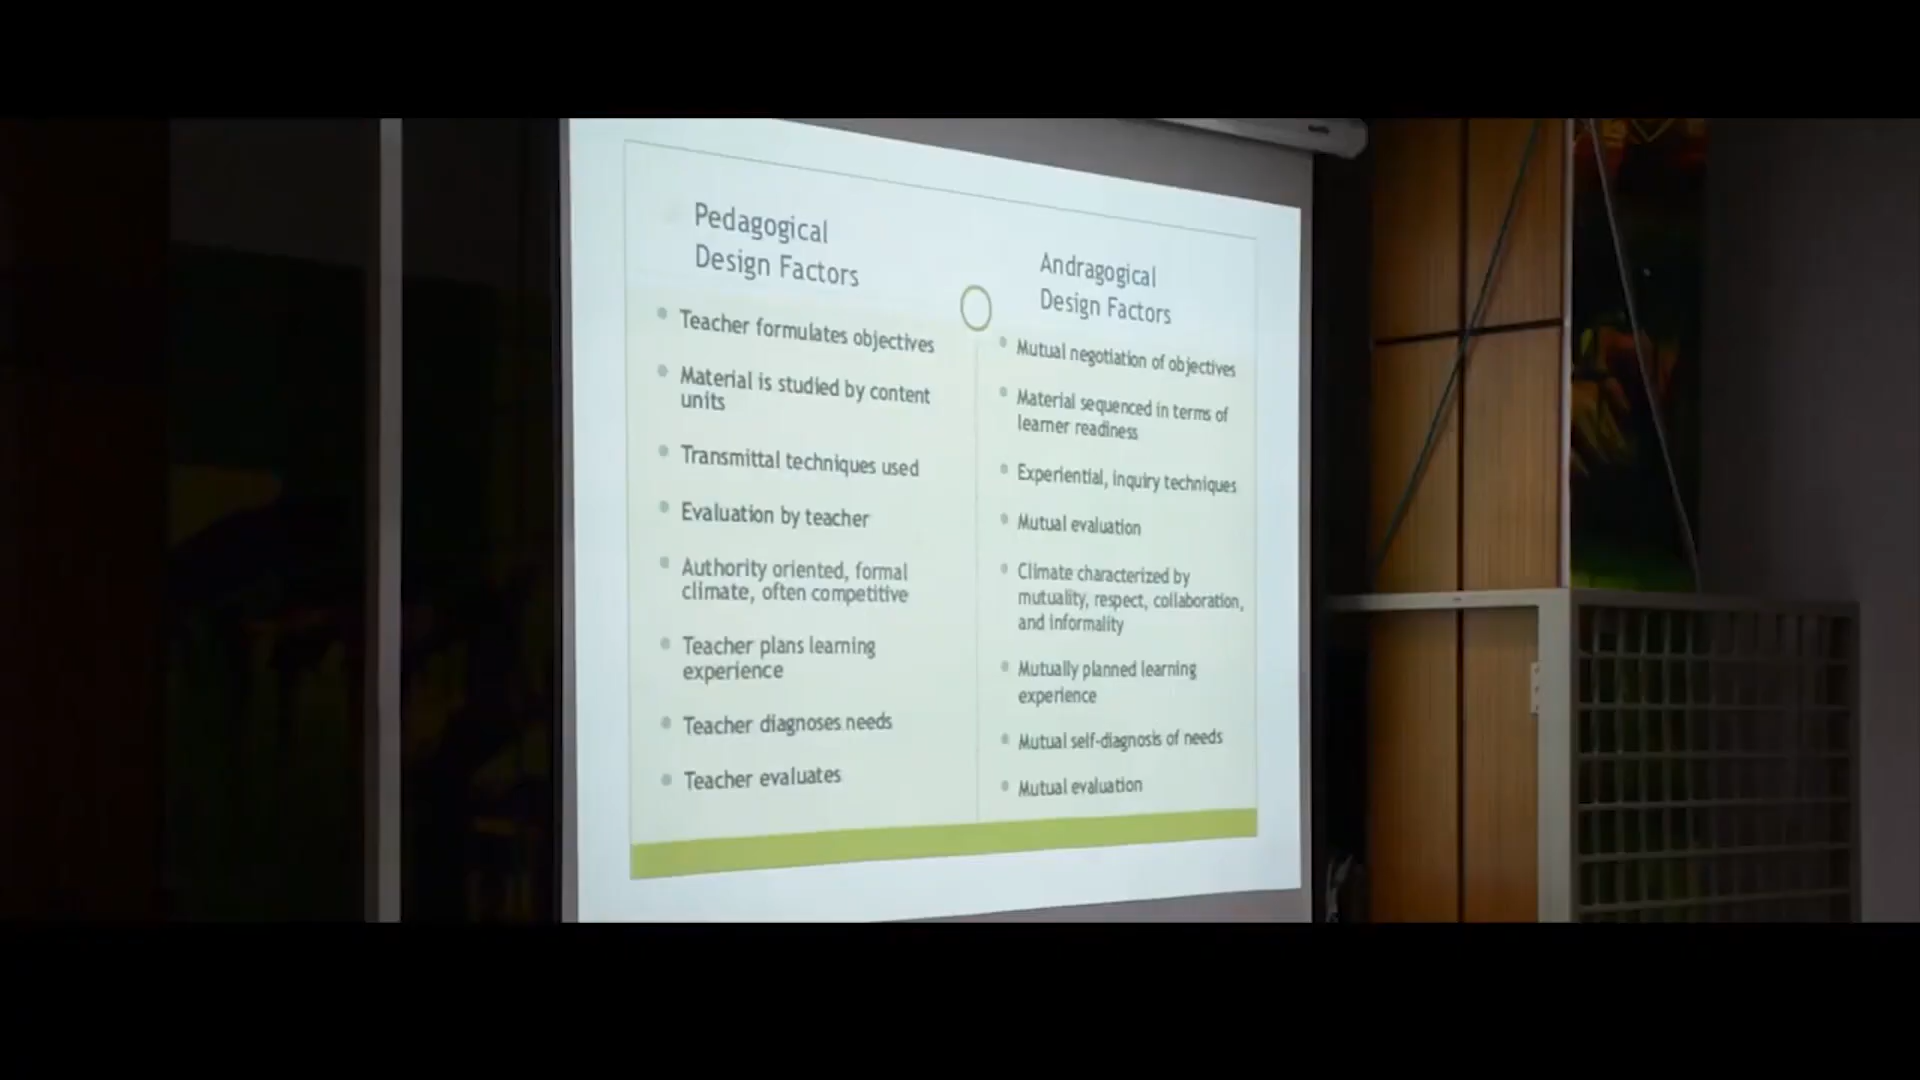 Pedagogical
Design Factors
Teacher formulates objectives
Material is studied by content
units
Transmittal techniques used
Evaluation by teacher
Authority oriented, formal
climate, often competitive
Teacher plans learning
experience
Teacher diagnoses needs
Teacher evaluates
Andragogical
Design Factors
Mutual negotiation of objectives
Material sequenced in terms of
learner readiness
Experiential, inquiry techniques
Mutual evaluation
Climate characterized by
mutuality, respect, collaboration,
and informality
Mutually planned learning
experience
Mutual self-diagnosis of needs
Mutual evaluation